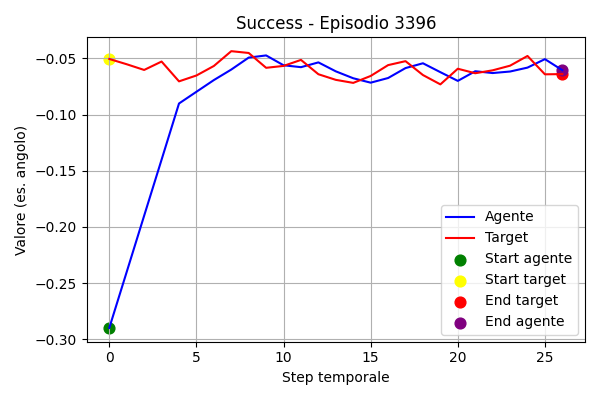 Success - Episodio 3396
Valore (es. angolo)
−0.05
−0.10
−0.15
−0.20
−0.25
−0.30
0
5
10
15
20
25
Step temporale
Agente
Target
Start agente
Start target
End target
End agente